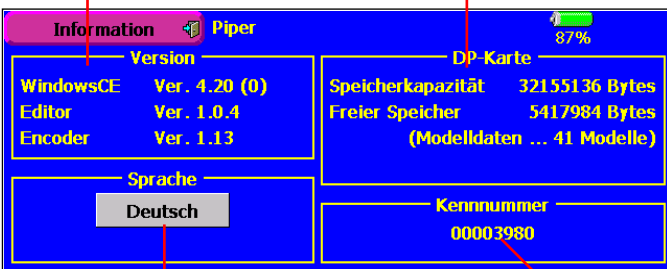 Information Piper 87%
Version
WindowsCE Ver. 4.20 (0)
Editor Ver. 1.0.4
Encoder Ver. 1.13
Sprache
Deutsch
DP-Karte
Speicherkapazität 32155136 Bytes
Freier Speicher 5417984 Bytes
(Modelldaten ... 41 Modelle)
Kennnummer
00003980